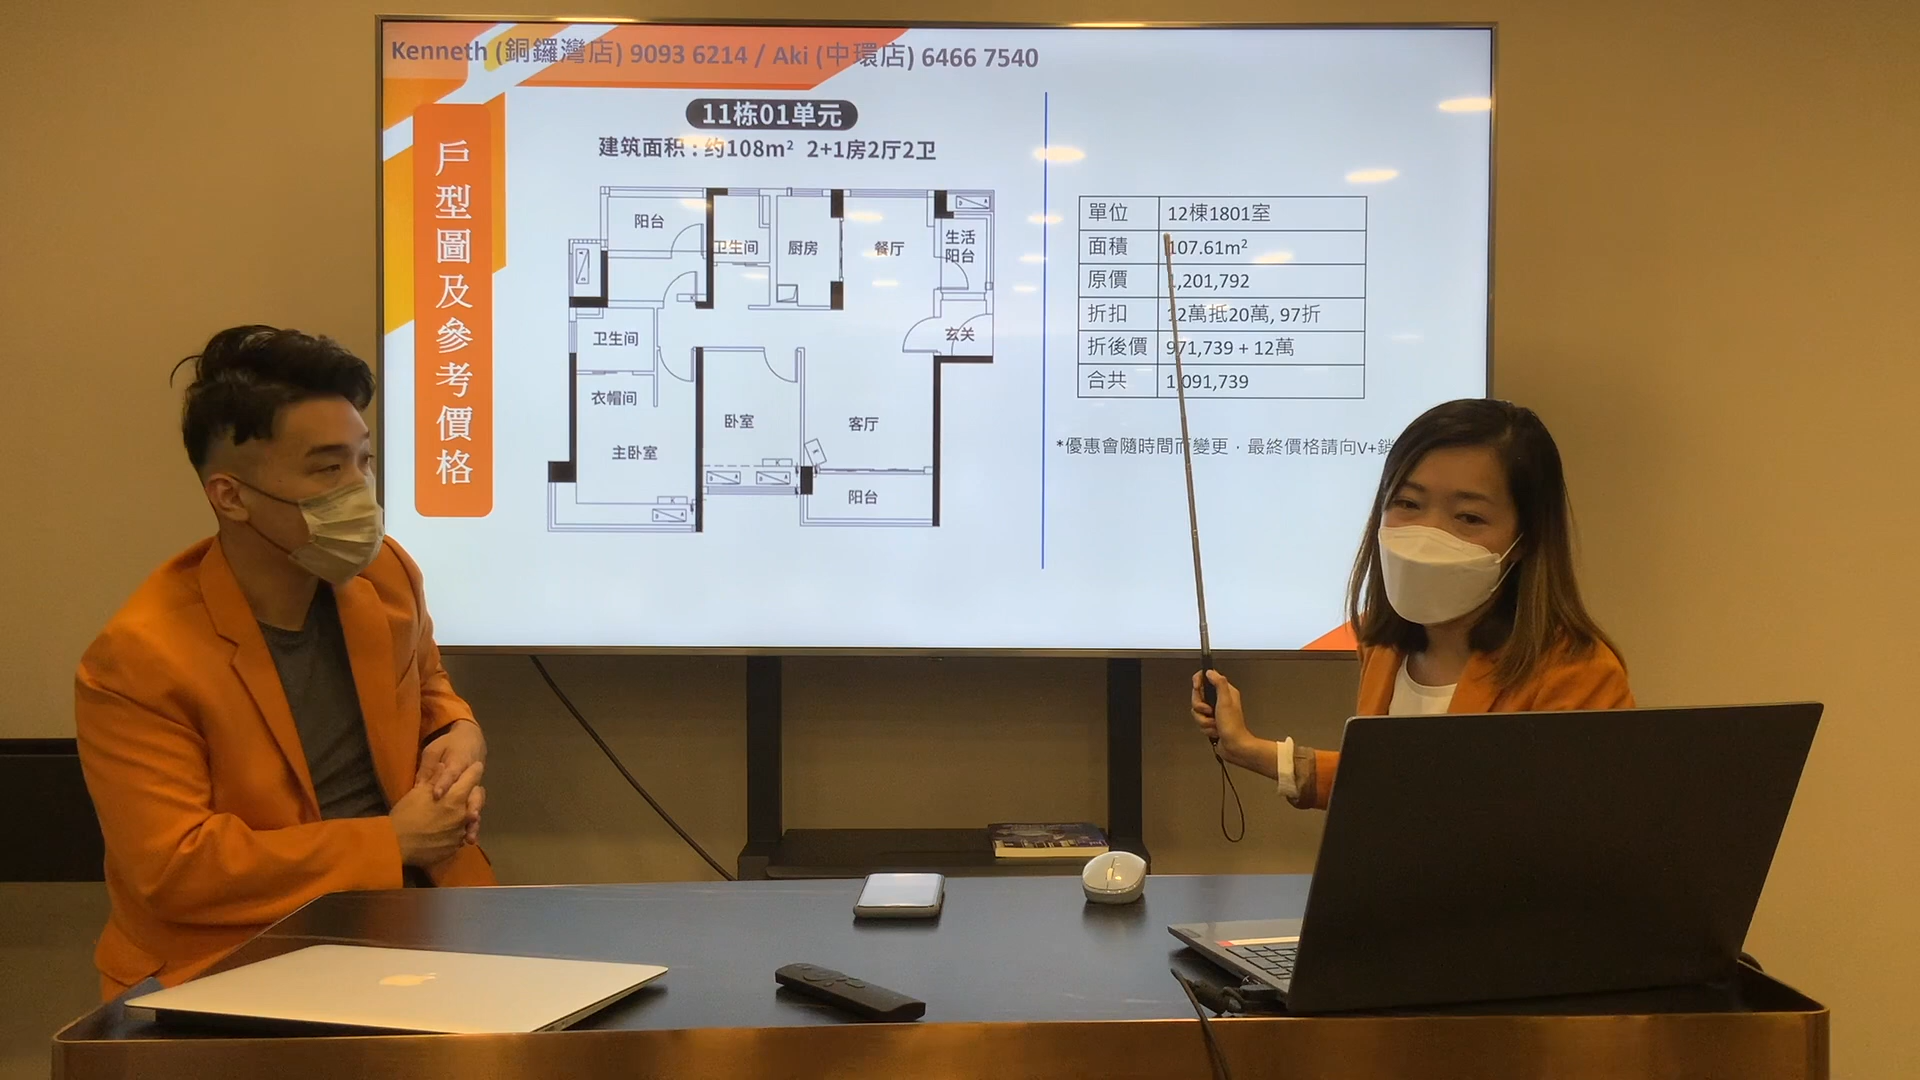 Kenneth (銅鑼灣店) 9093 6214 / Aki (中環店) 6466 7540
戶型圖及參考價格
11栋01单元
建筑面积：约108m² 2+1房2厅2卫
阳台
卫生间
厨房
餐厅
生活
阳台
卫生间
玄关
衣帽间
卧室
客厅
主卧室
阳台
單位 12棟1801室
面積 107.61m²
原價 1,201,792
折扣 12萬抵20萬, 97折
折後價 971,739 + 12萬
合共 1,091,739
*優惠會隨時間而變更，最終價格請向V+銷